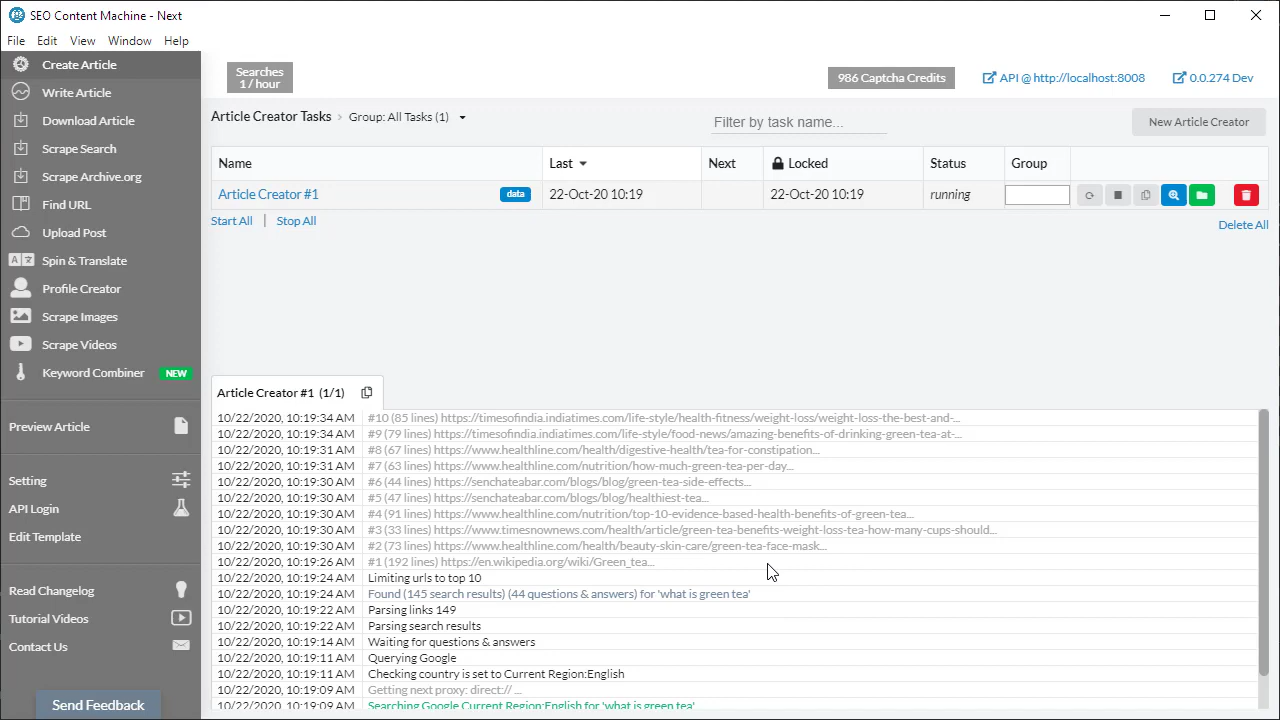 SEO Content Machine - Next
File Edit View Window Help
Create Article
Write Article
Download Article
Scrape Search
Scrape Archive.org
Find URL
Upload Post
Spin & Translate
Profile Creator
Scrape Images
Scrape Videos
Keyword Combiner NEW
Preview Article
Setting
API Login
Edit Template
Read Changelog
Tutorial Videos
Contact Us
Send Feedback
Searches
1 / hour
986 Captcha Credits
API @ http://localhost:8008
0.0.274 Dev
Article Creator Tasks › Group: All Tasks (1)
Filter by task name...
New Article Creator
Name Last Next Locked Status Group
Article Creator #1 data 22-Oct-20 10:19 22-Oct-20 10:19 running
Start All | Stop All
Delete All
Article Creator #1 (1/1)
10/22/2020, 10:19:34 AM #10 (85 lines) https://timesofindia.indiatimes.com/life-style/health-fitness/weight-loss/weight-loss-the-best-and-...
10/22/2020, 10:19:34 AM #9 (79 lines) https://timesofindia.indiatimes.com/life-style/food-news/amazing-benefits-of-drinking-green-tea-at-...
10/22/2020, 10:19:31 AM #8 (67 lines) https://www.healthline.com/health/digestive-health/tea-for-constipation...
10/22/2020, 10:19:31 AM #7 (63 lines) https://www.healthline.com/nutrition/how-much-green-tea-per-day...
10/22/2020, 10:19:30 AM #6 (44 lines) https://senchateabar.com/blogs/blog/green-tea-side-effects...
10/22/2020, 10:19:30 AM #5 (47 lines) https://senchateabar.com/blogs/blog/healthiest-tea...
10/22/2020, 10:19:30 AM #4 (91 lines) https://www.healthline.com/nutrition/top-10-evidence-based-health-benefits-of-green-tea...
10/22/2020, 10:19:30 AM #3 (33 lines) https://www.timesnownews.com/health/article/green-tea-benefits-weight-loss-tea-how-many-cups-should...
10/22/2020, 10:19:30 AM #2 (73 lines) https://www.healthline.com/health/beauty-skin-care/green-tea-face-mask...
10/22/2020, 10:19:26 AM #1 (192 lines) https://en.wikipedia.org/wiki/Green_tea...
10/22/2020, 10:19:24 AM Limiting urls to top 10
10/22/2020, 10:19:24 AM Found (145 search results) (44 questions & answers) for 'what is green tea'
10/22/2020, 10:19:22 AM Parsing links 149
10/22/2020, 10:19:22 AM Parsing search results
10/22/2020, 10:19:14 AM Waiting for questions & answers
10/22/2020, 10:19:11 AM Querying Google
10/22/2020, 10:19:11 AM Checking country is set to Current Region:English
10/22/2020, 10:19:09 AM Getting next proxy: direct:// ...
10/22/2020, 10:19:09 AM Searching Google Current Region:English for 'what is green tea'